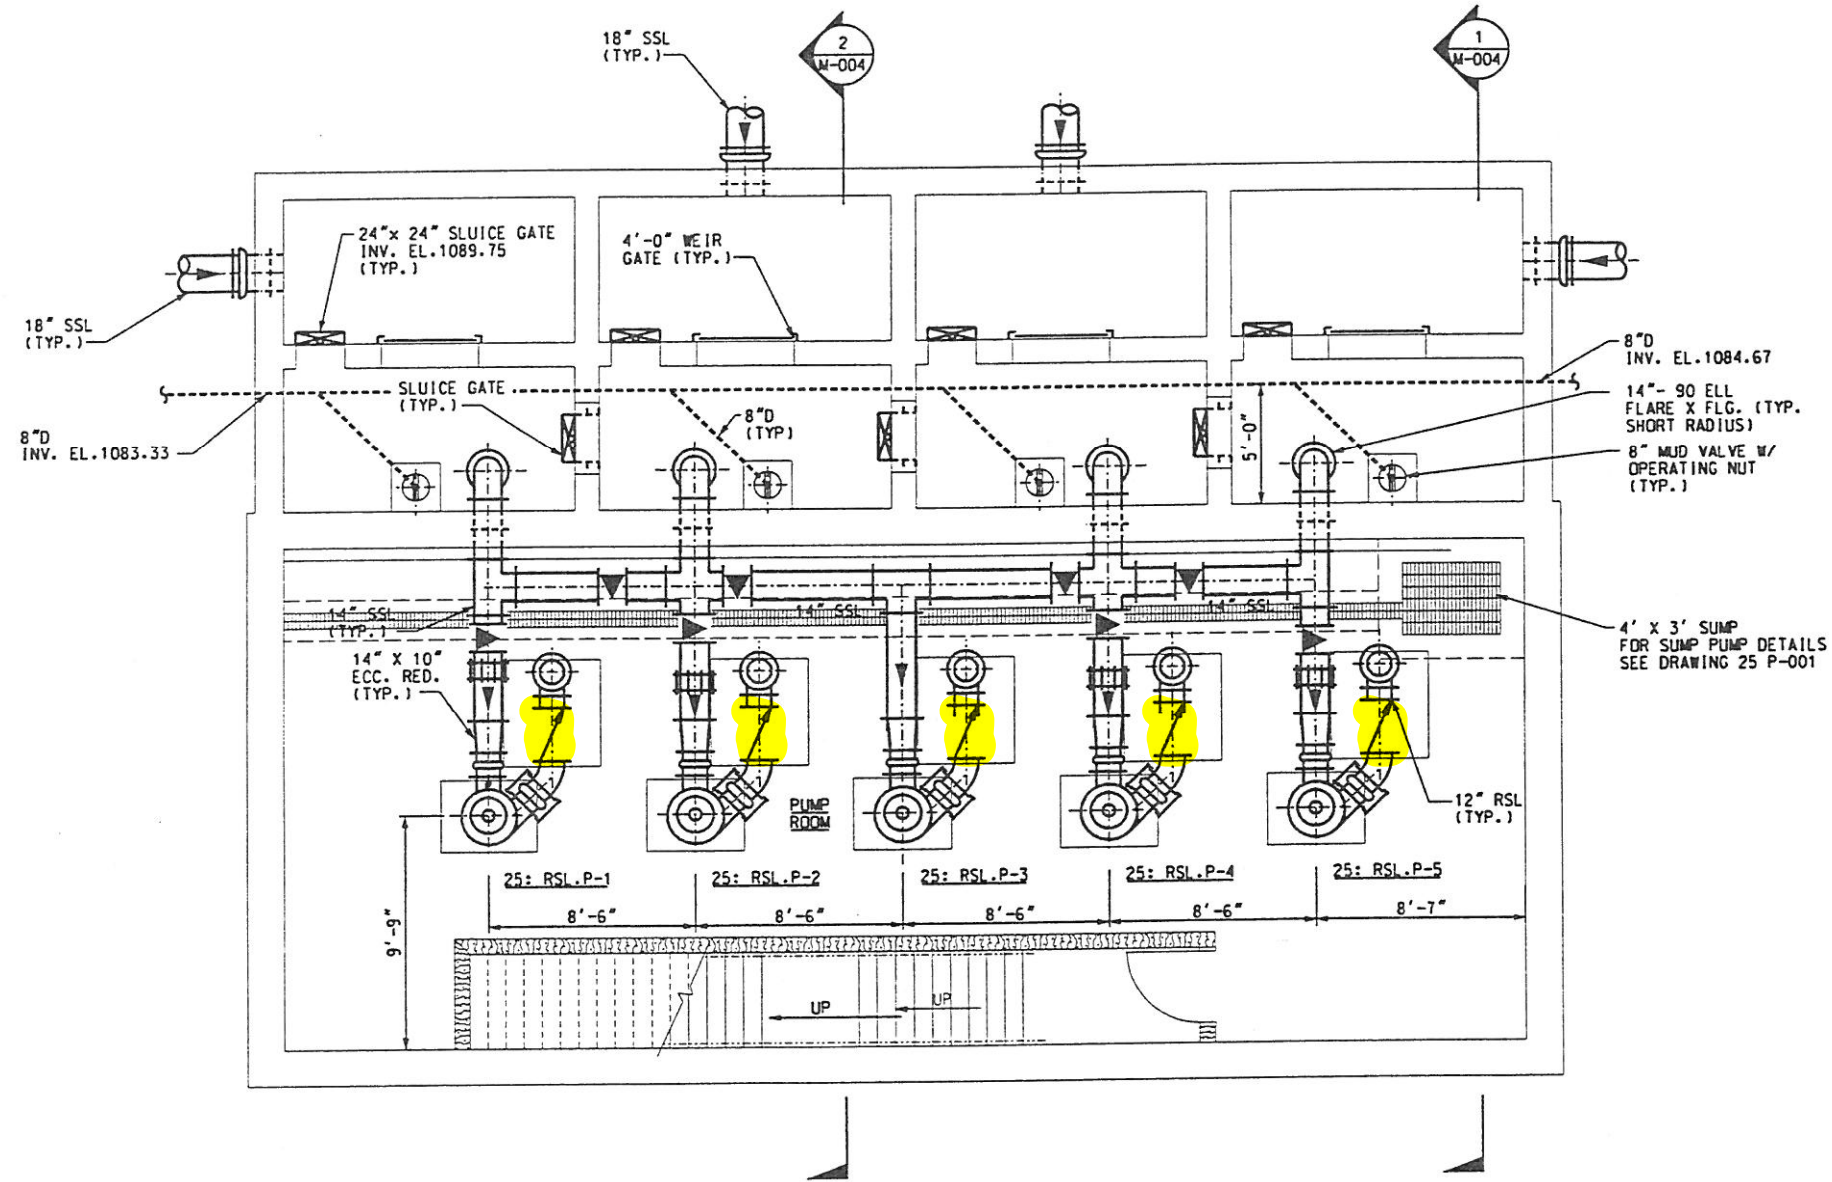 18" SSL
(TYP.)
2
M-004
1
M-004
24"x 24" SLUICE GATE
INV. EL.1089.75
(TYP.)
4'-0" WEIR
GATE (TYP.)
18" SSL
(TYP.)
8"D
INV. EL.1084.67
SLUICE GATE
(TYP.)
8"D
(TYP)
14"- 90 ELL
FLARE X FLG. (TYP.
SHORT RADIUS)
8"D
INV. EL.1083.33
5'-0"
8" MUD VALVE W/
OPERATING NUT
(TYP.)
14" SSL
(TYP.)
14" SSL
14" SSL
4' X 3' SUMP
FOR SUMP PUMP DETAILS
SEE DRAWING 25 P-001
14" X 10"
ECC. RED.
(TYP.)
PUMP
ROOM
12" RSL
(TYP.)
25: RSL.P-1
25: RSL.P-2
25: RSL.P-3
25: RSL.P-4
25: RSL.P-5
9'-9"
8'-6"
8'-6"
8'-6"
8'-6"
8'-7"
UP
UP